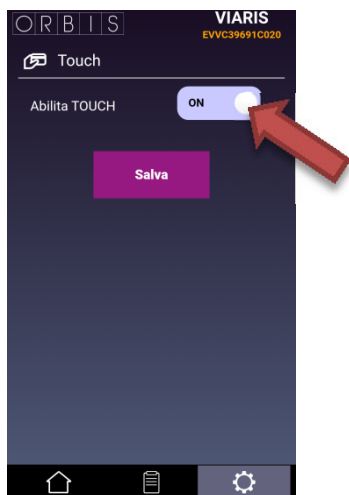 ORBIS
VIARIS
EVVC39691C020
Touch
Abilita TOUCH
ON
Salva